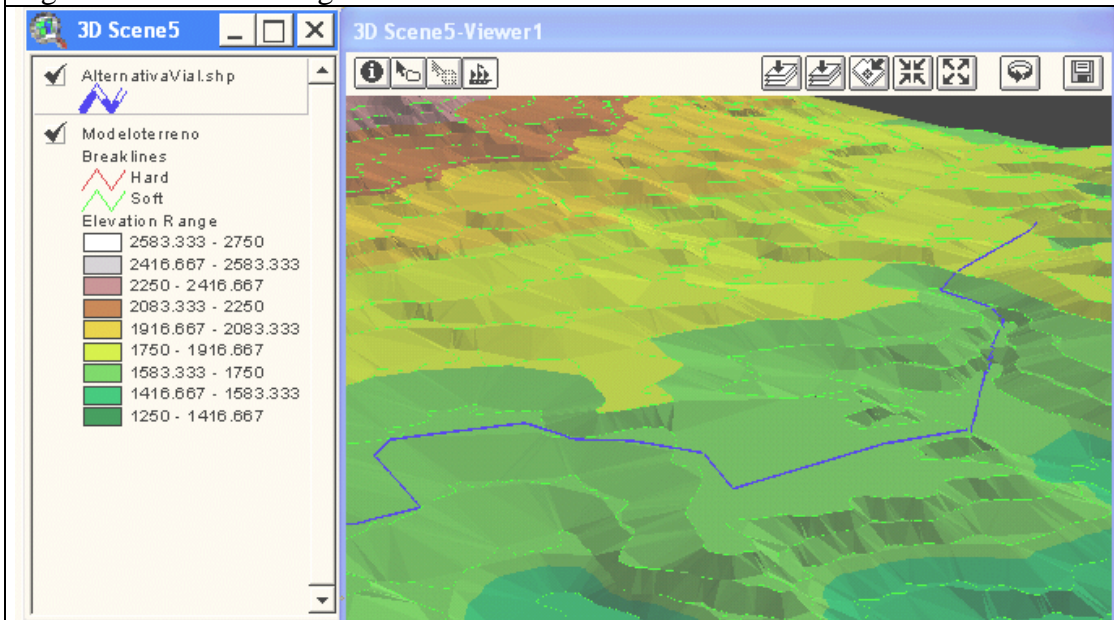 3D Scene5
3D Scene5-Viewer1
AlternativaVial.shp
Modeloterreno
Breaklines
Hard
Soft
Elevation Range
2583.333 - 2750
2416.667 - 2583.333
2250 - 2416.667
2083.333 - 2250
1916.667 - 2083.333
1750 - 1916.667
1583.333 - 1750
1416.667 - 1583.333
1250 - 1416.667